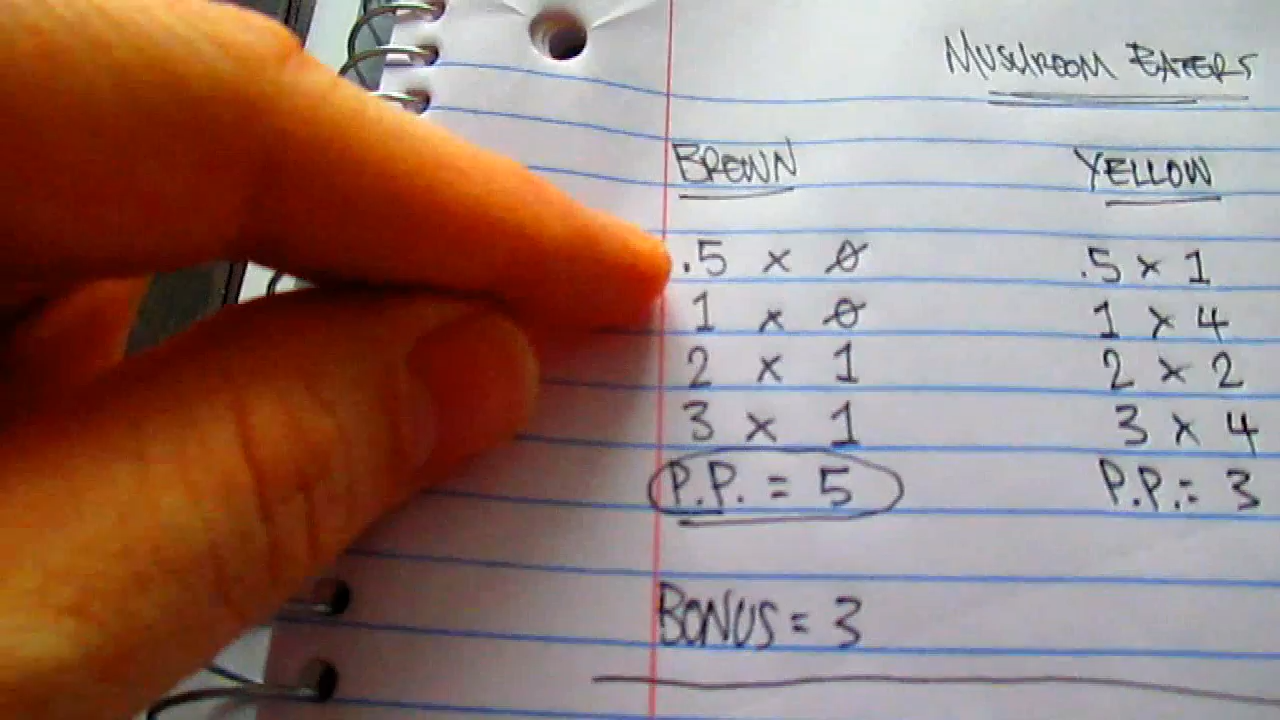 MUSHROOM EATERS
BROWN YELLOW
.5 x 0 .5 x 1
1 x 0 1 x 4
2 x 1 2 x 2
3 x 1 3 x 4
P.P. = 5 P.P. = 3
BONUS = 3